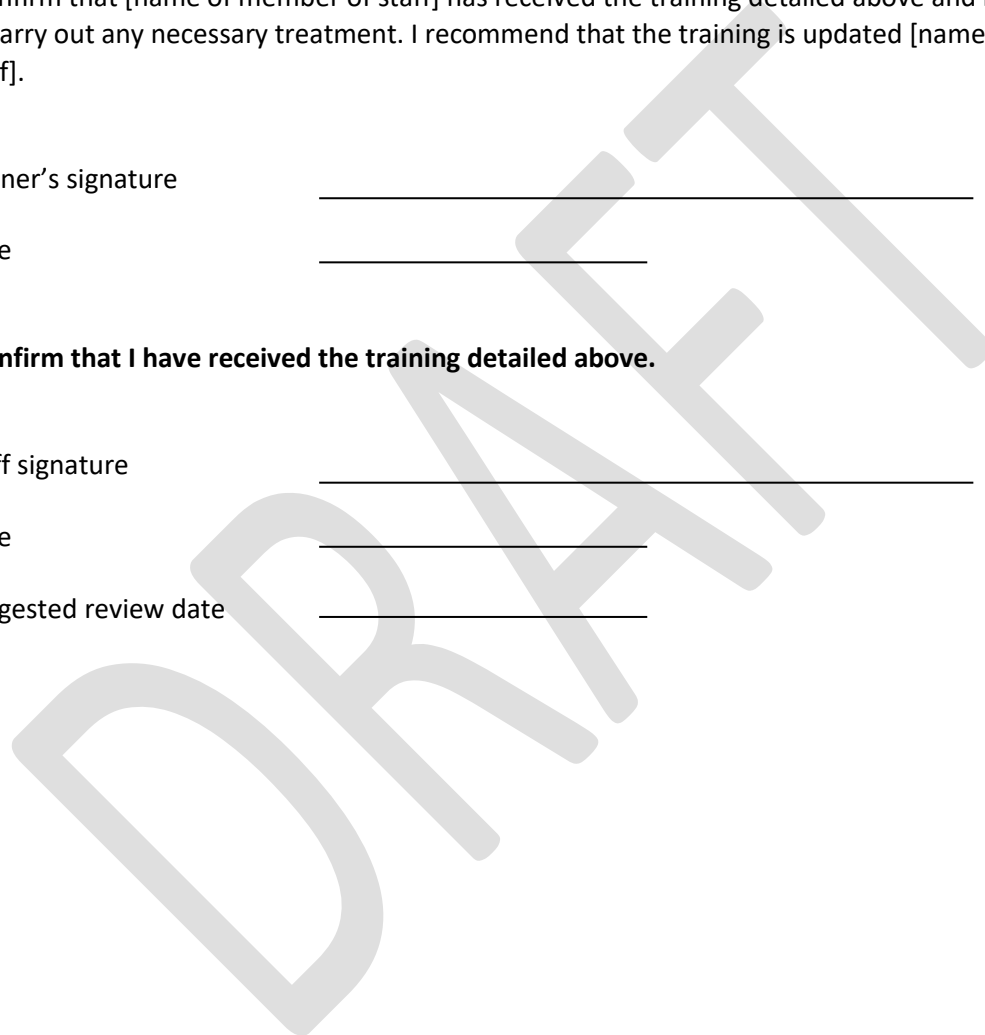 nfirm that [name of member of staff] has received the training detailed above and
arry out any necessary treatment. I recommend that the training is updated [name
f].
ner’s signature
e
nfirm that I have received the training detailed above.
ff signature
e
gested review date
DRAFT